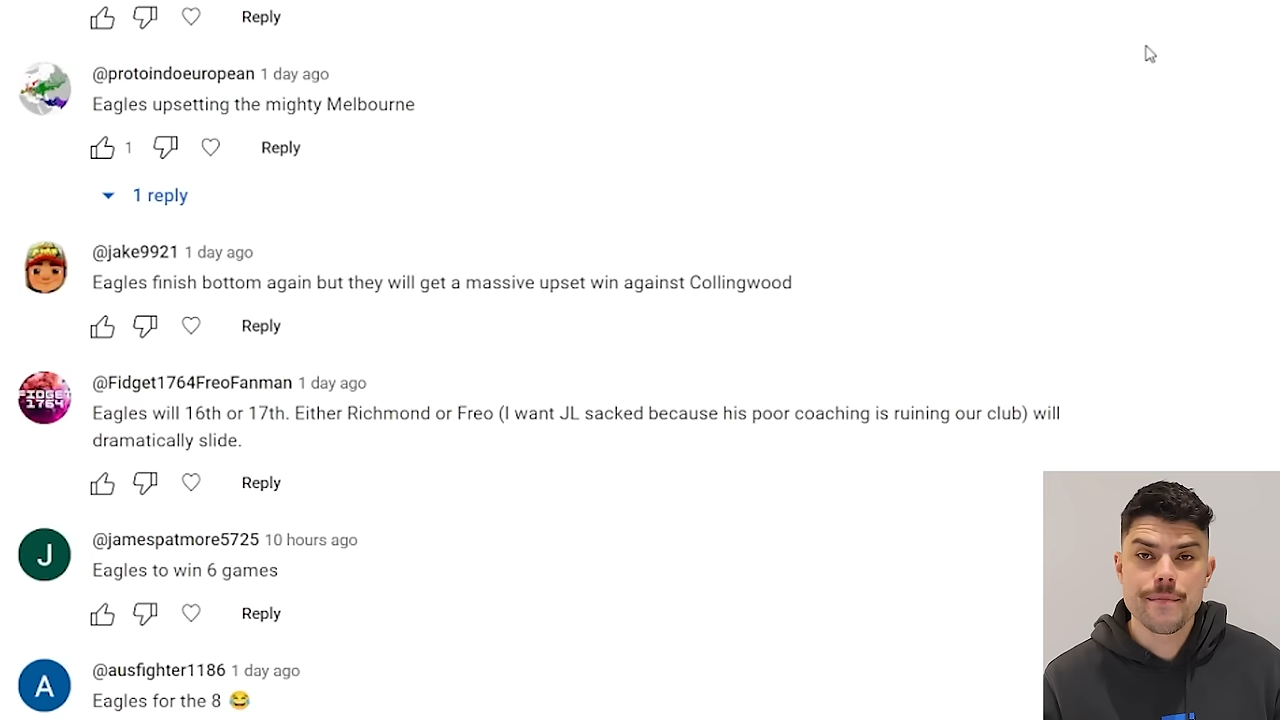 Reply
@protoindoeuropean 1 day ago
Eagles upsetting the mighty Melbourne
1 Reply
1 reply
@jake9921 1 day ago
Eagles finish bottom again but they will get a massive upset win against Collingwood
Reply
FIDGET
1764
@Fidget1764FreoFanman 1 day ago
Eagles will 16th or 17th. Either Richmond or Freo (I want JL sacked because his poor coaching is ruining our club) will
dramatically slide.
Reply
J
@jamespatmore5725 10 hours ago
Eagles to win 6 games
Reply
A
@ausfighter1186 1 day ago
Eagles for the 8 😂